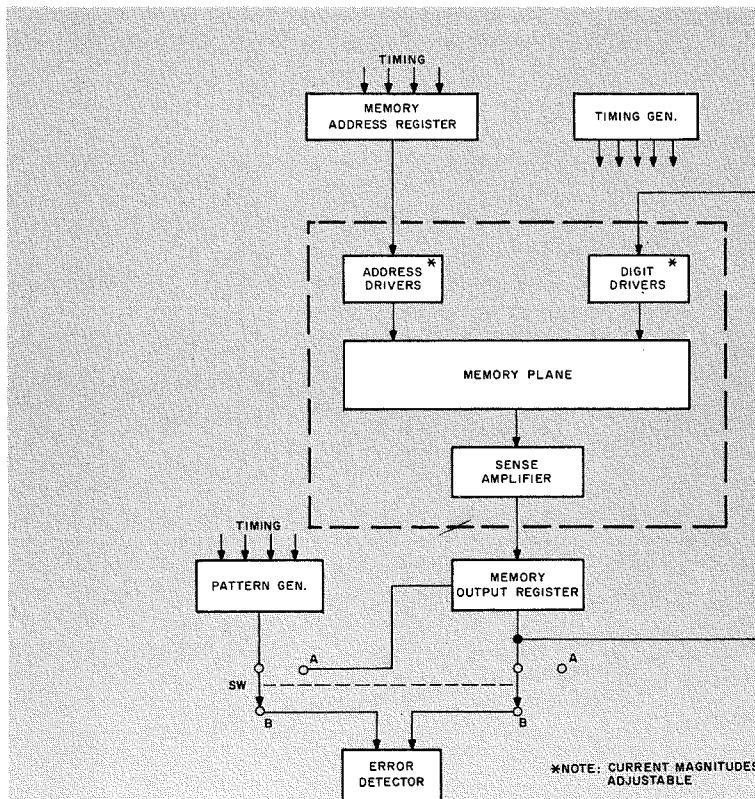 TIMING
MEMORY
ADDRESS REGISTER
TIMING GEN.
ADDRESS *
DRIVERS
DIGIT *
DRIVERS
MEMORY PLANE
SENSE
AMPLIFIER
TIMING
PATTERN GEN.
MEMORY
OUTPUT REGISTER
A
A
SW
B
B
ERROR
DETECTOR
*NOTE: CURRENT MAGNITUDES
ADJUSTABLE